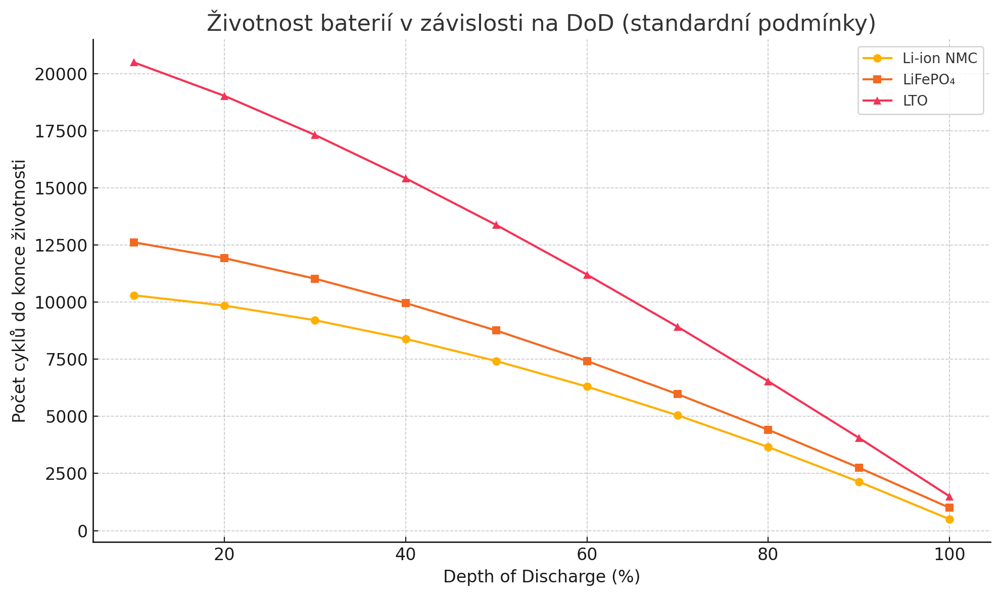 Životnost baterií v závislosti na DoD (standardní podmínky)
Li-ion NMC
LiFePO₄
LTO
Počet cyklů do konce životnosti
20000
17500
15000
12500
10000
7500
5000
2500
0
20 40 60 80 100
Depth of Discharge (%)